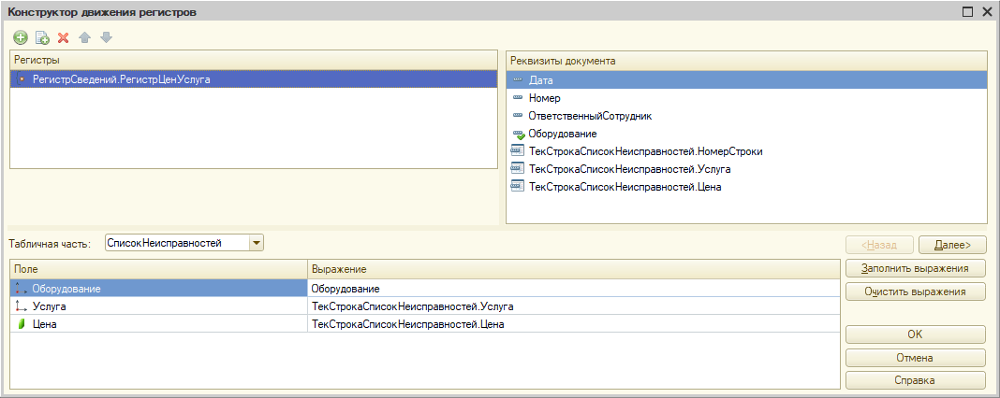 Конструктор движения регистров
Регистры
РегистрСведений.РегистрЦенУслуга
Реквизиты документа
Дата
Номер
ОтветственныйСотрудник
Оборудование
ТекСтрокаСписокНеисправностей.НомерСтроки
ТекСтрокаСписокНеисправностей.Услуга
ТекСтрокаСписокНеисправностей.Цена
Табличная часть: СписокНеисправностей
<Назад Далее>
Поле Выражение
Оборудование Оборудование
Услуга ТекСтрокаСписокНеисправностей.Услуга
Цена ТекСтрокаСписокНеисправностей.Цена
Заполнить выражения
Очистить выражения
ОК
Отмена
Справка